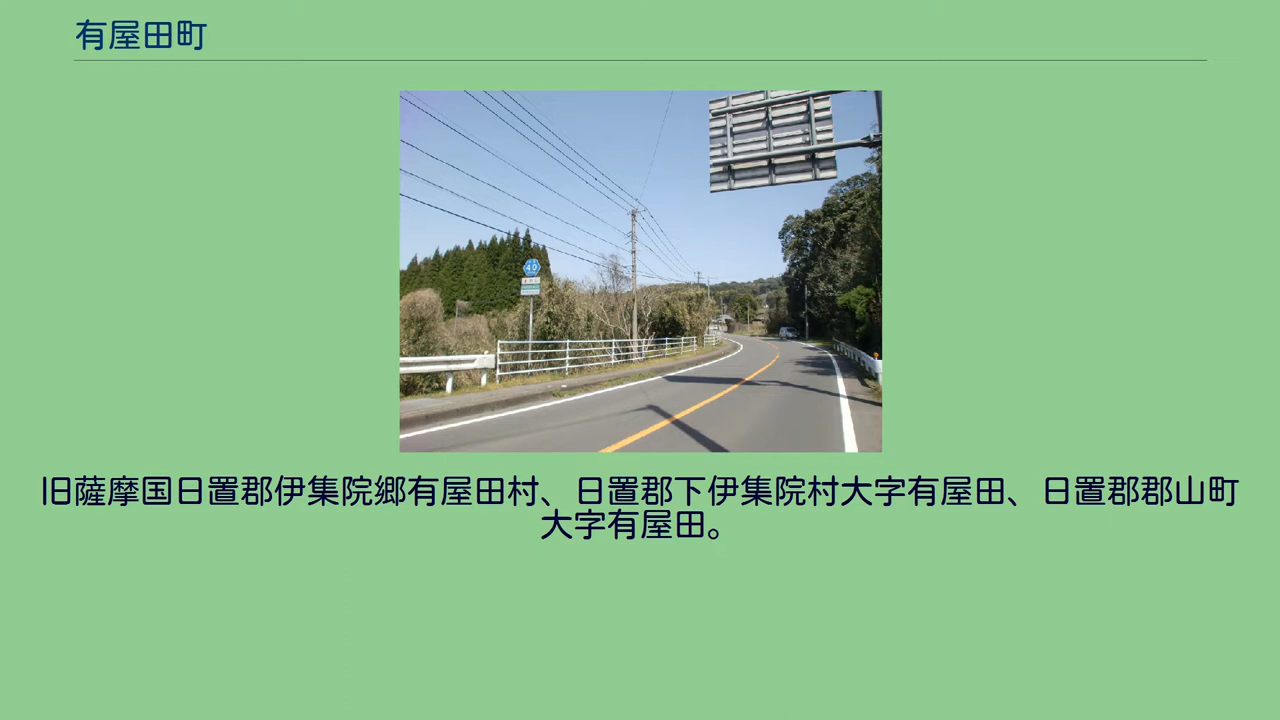 有屋田町
40
旧薩摩国日置郡伊集院郷有屋田村、日置郡下伊集院村大字有屋田、日置郡郡山町
大字有屋田。